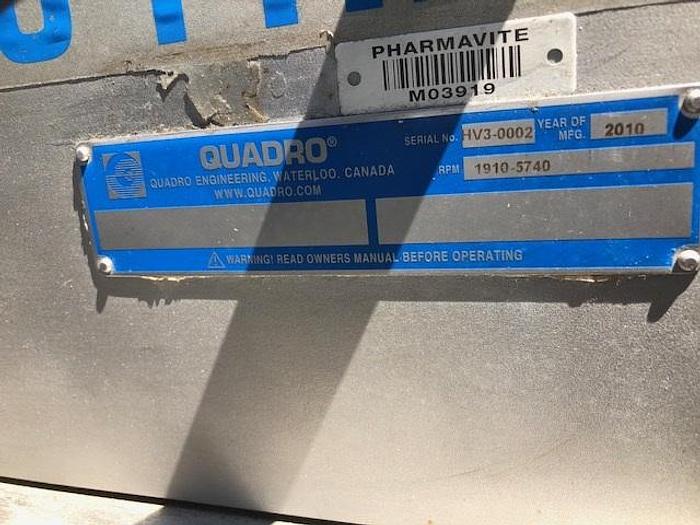 PHARMAVITE
M03919
QUADRO®
QUADRO ENGINEERING, WATERLOO, CANADA
WWW.QUADRO.COM
SERIAL No. HV3-0002 YEAR OF MFG. 2010
RPM 1910-5740
WARNING! READ OWNERS MANUAL BEFORE OPERATING